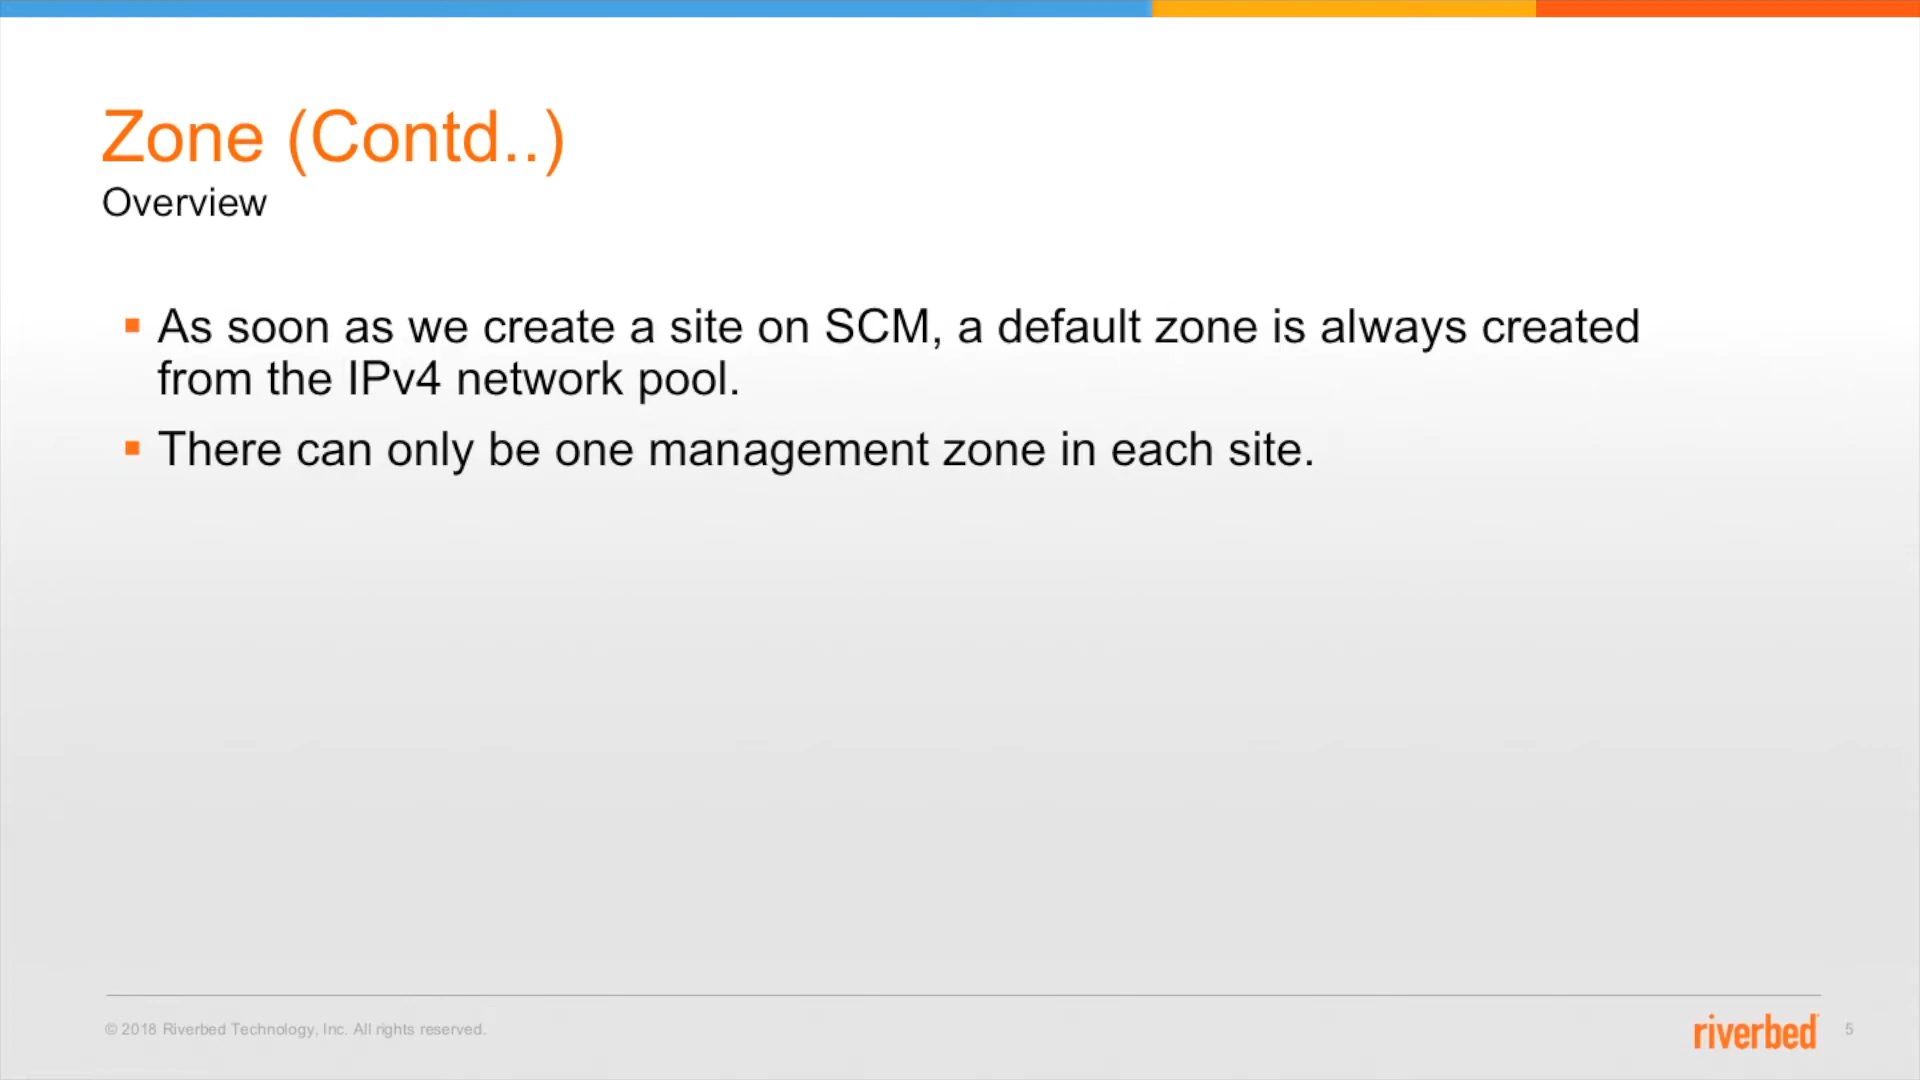 Zone (Contd..)
Overview
As soon as we create a site on SCM, a default zone is always created
from the IPv4 network pool.
There can only be one management zone in each site.
© 2018 Riverbed Technology, Inc. All rights reserved.
riverbed
5